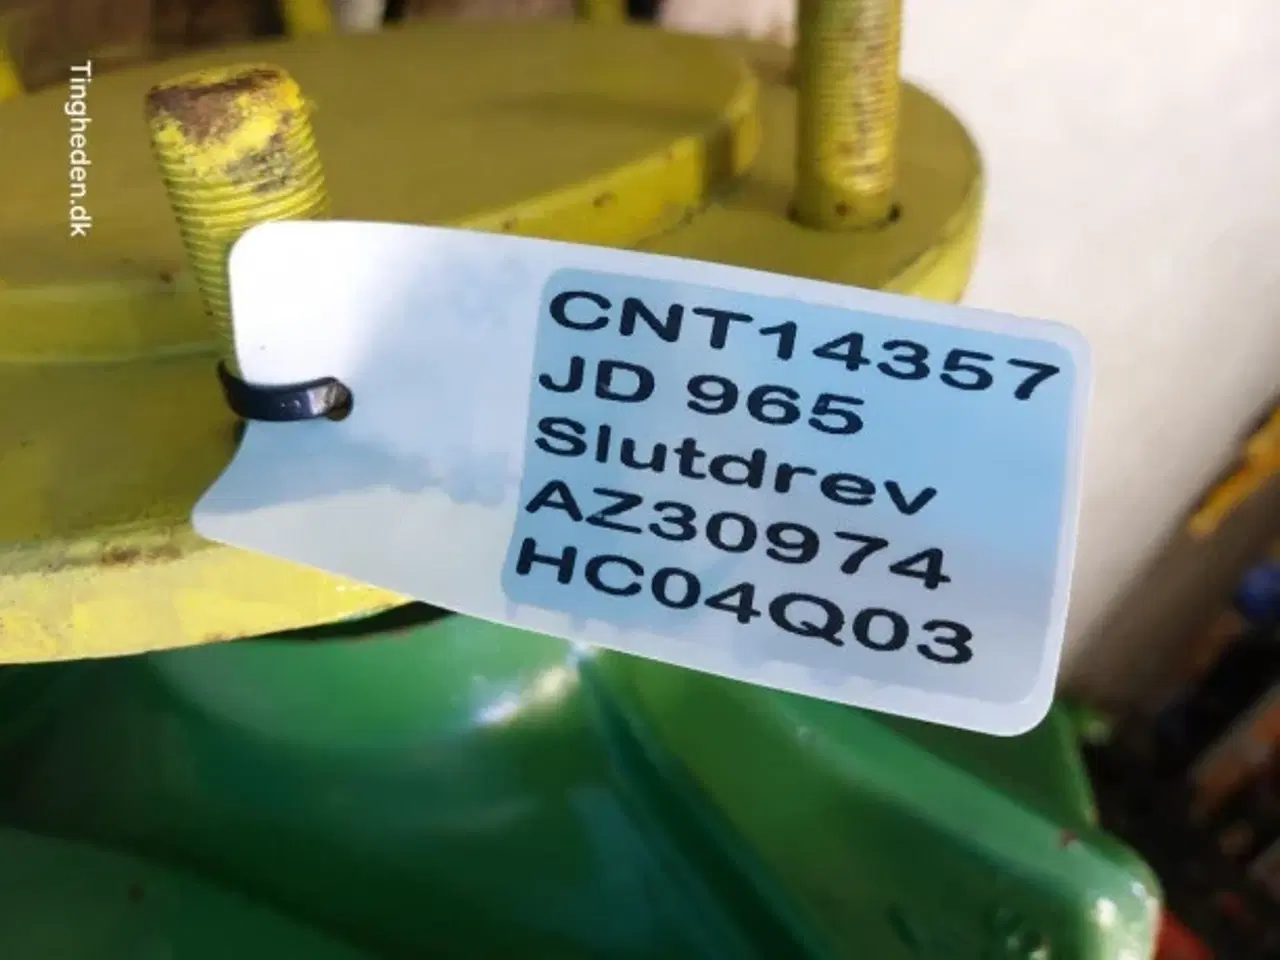 Tingheden.dk
CNT14357
JD 965
Slutdrev
AZ30974
HC04Q03